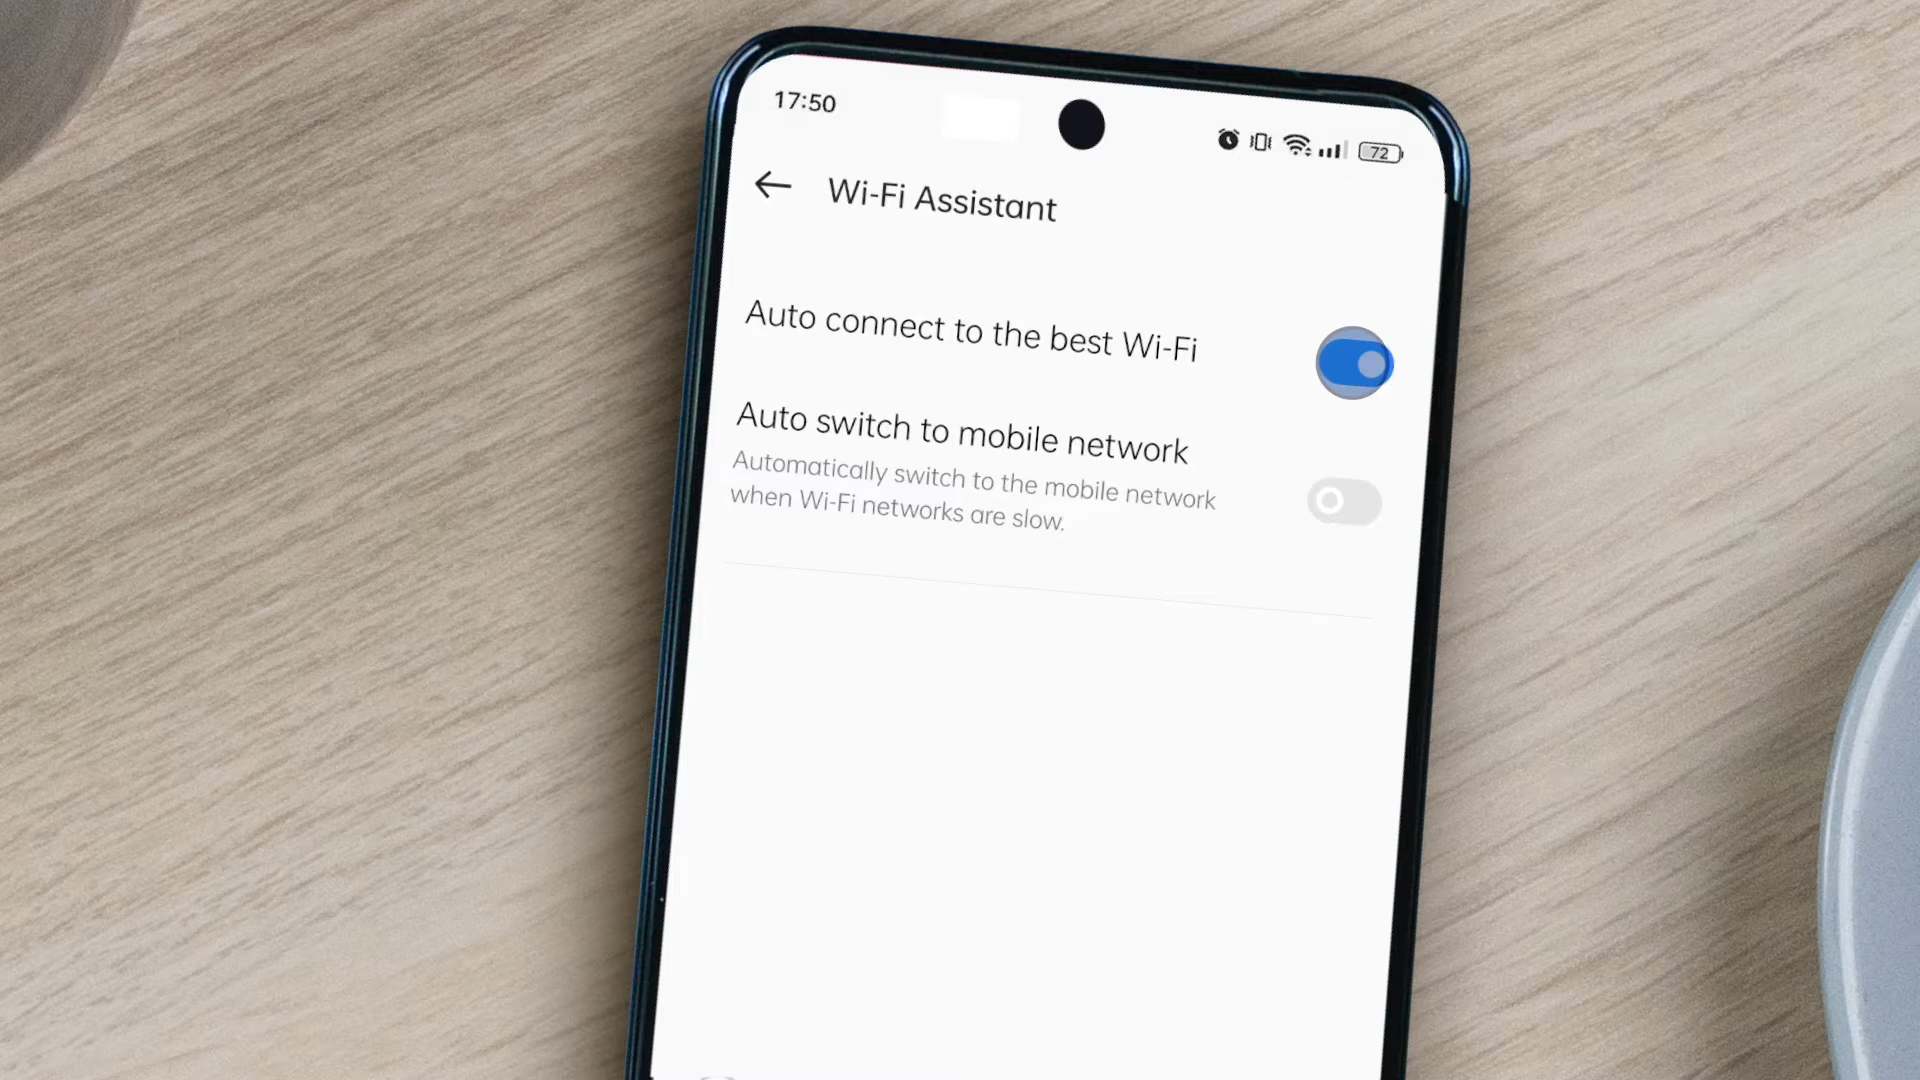 17:50
72
Wi-Fi Assistant
Auto connect to the best Wi-Fi
Auto switch to mobile network
Automatically switch to the mobile network
when Wi-Fi networks are slow.